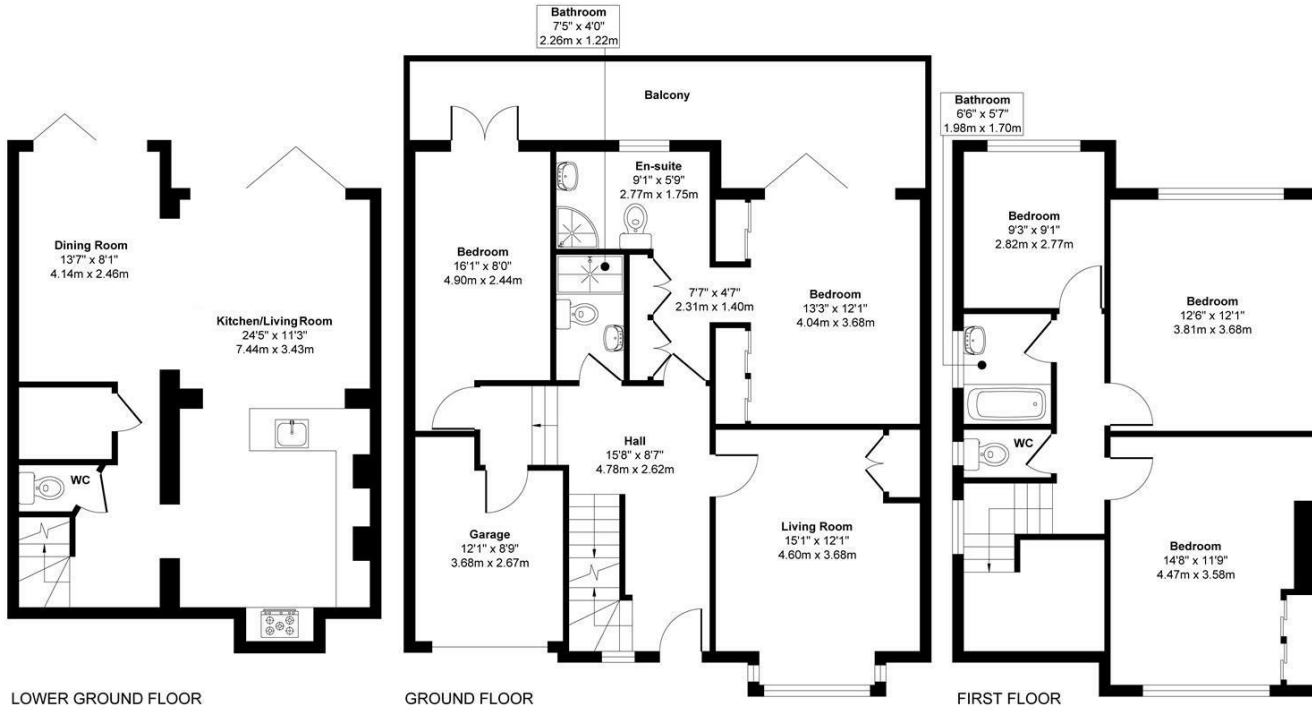 Dining Room
13'7" x 8'1"
4.14m x 2.46m
Kitchen/Living Room
24'5" x 11'3"
7.44m x 3.43m
WC
LOWER GROUND FLOOR
Bathroom
7'5" x 4'0"
2.26m x 1.22m
Balcony
En-suite
9'1" x 5'9"
2.77m x 1.75m
Bedroom
16'1" x 8'0"
4.90m x 2.44m
7'7" x 4'7"
2.31m x 1.40m
Bedroom
13'3" x 12'1"
4.04m x 3.68m
Hall
15'8" x 8'7"
4.78m x 2.62m
Garage
12'1" x 8'9"
3.68m x 2.67m
Living Room
15'1" x 12'1"
4.60m x 3.68m
GROUND FLOOR
Bathroom
6'6" x 5'7"
1.98m x 1.70m
Bedroom
9'3" x 9'1"
2.82m x 2.77m
Bedroom
12'6" x 12'1"
3.81m x 3.68m
WC
Bedroom
14'8" x 11'9"
4.47m x 3.58m
FIRST FLOOR